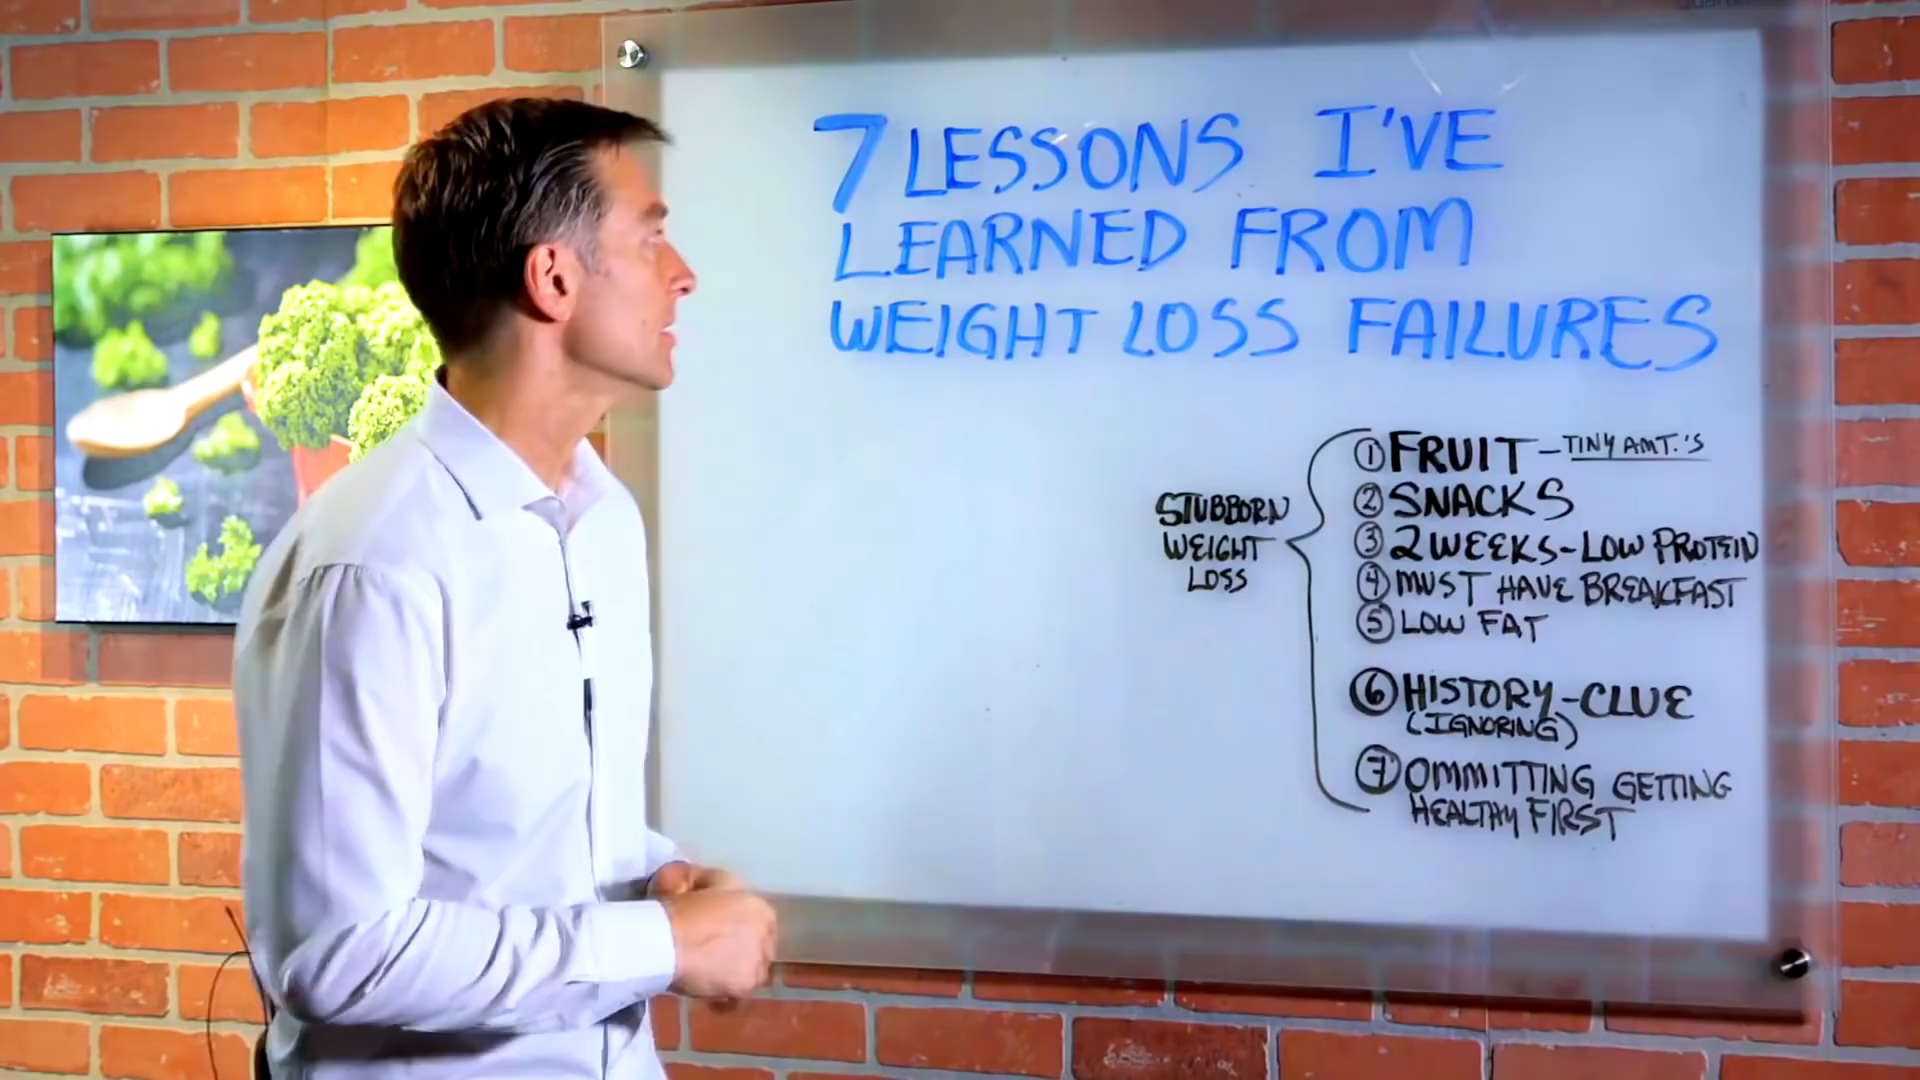 7 LESSONS I'VE
LEARNED FROM
WEIGHT LOSS FAILURES
STUBBORN
WEIGHT
LOSS
① FRUIT - TINY AMT.'S
② SNACKS
③ 2 WEEKS - LOW PROTEIN
④ MUST HAVE BREAKFAST
⑤ LOW FAT
⑥ HISTORY - CLUE
(IGNORING)
⑦ OMMITTING GETTING
HEALTHY FIRST